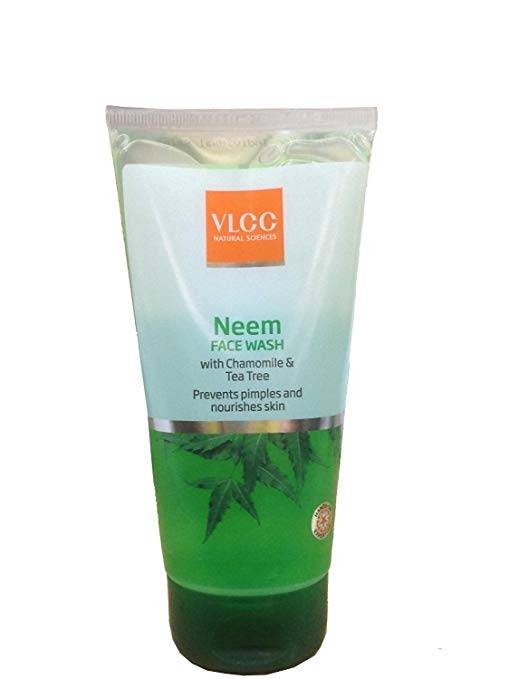 VLCC
NATURAL SCIENCES
Neem
FACE WASH
with Chamomile &
Tea Tree
Prevents pimples and
nourishes skin